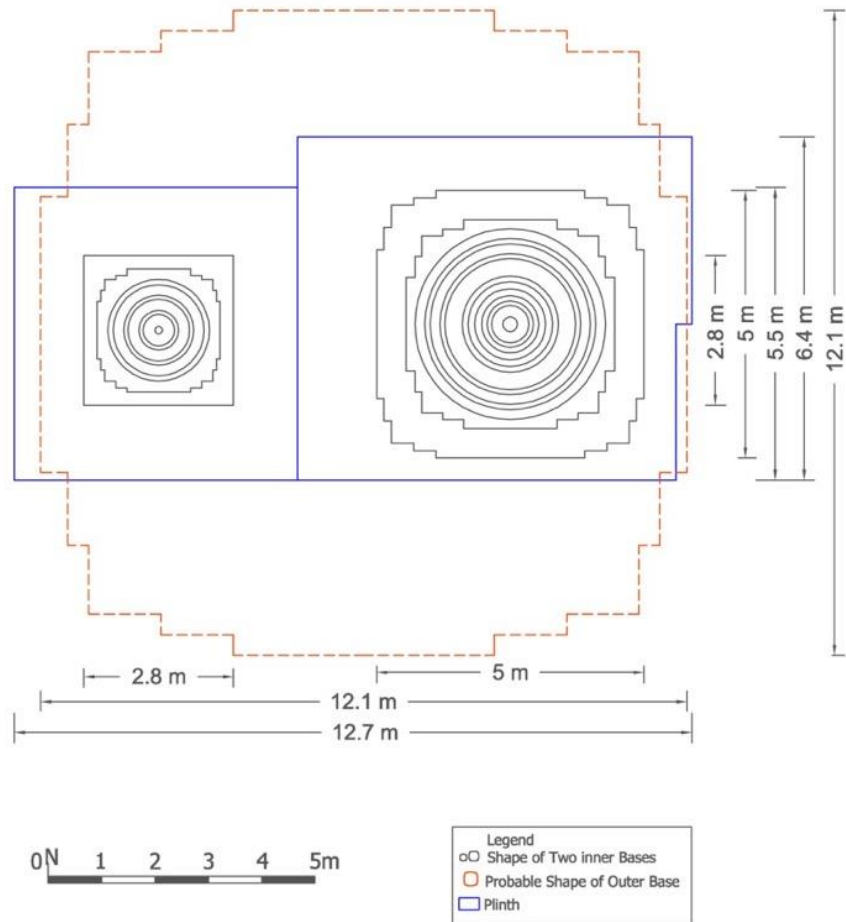 2.8 m
5 m
5.5 m
6.4 m
12.1 m
2.8 m
5 m
12.1 m
12.7 m
0N 1 2 3 4 5m
Legend
Shape of Two inner Bases
Probable Shape of Outer Base
Plinth